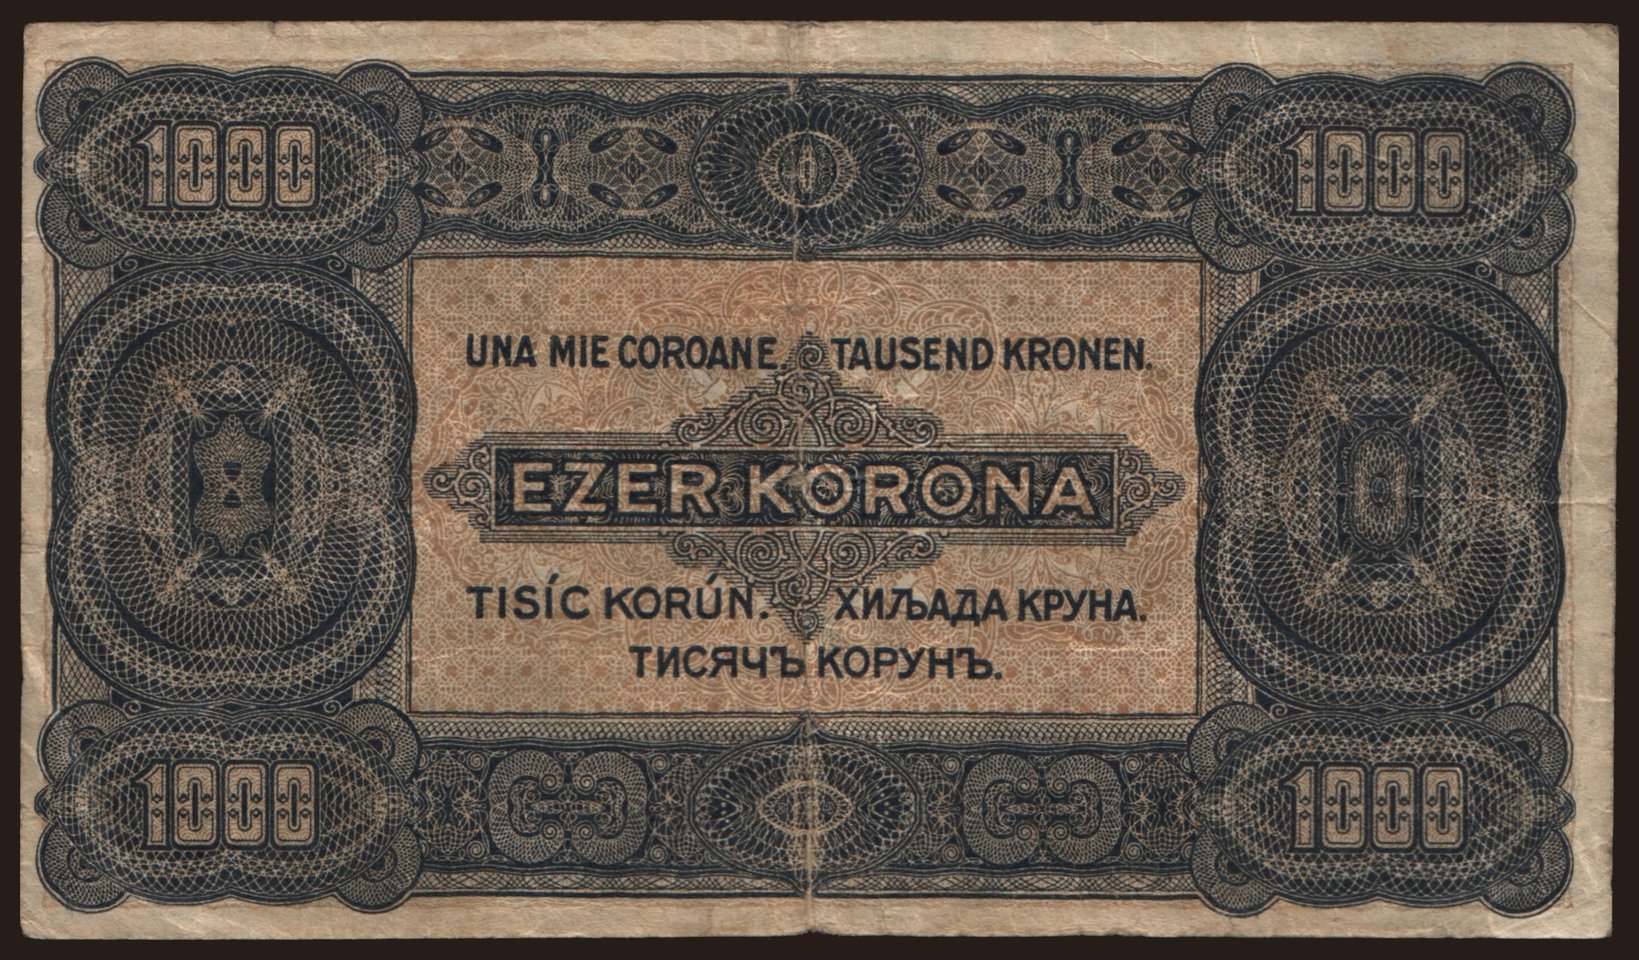 1000 1000
UNA MIE COROANE. TAUSEND KRONEN.
EZER KORONA
TISÍC KORÚN. ХИЉАДА КРУНА.
ТИСЯЧЪ КОРУНЪ.
1000 1000